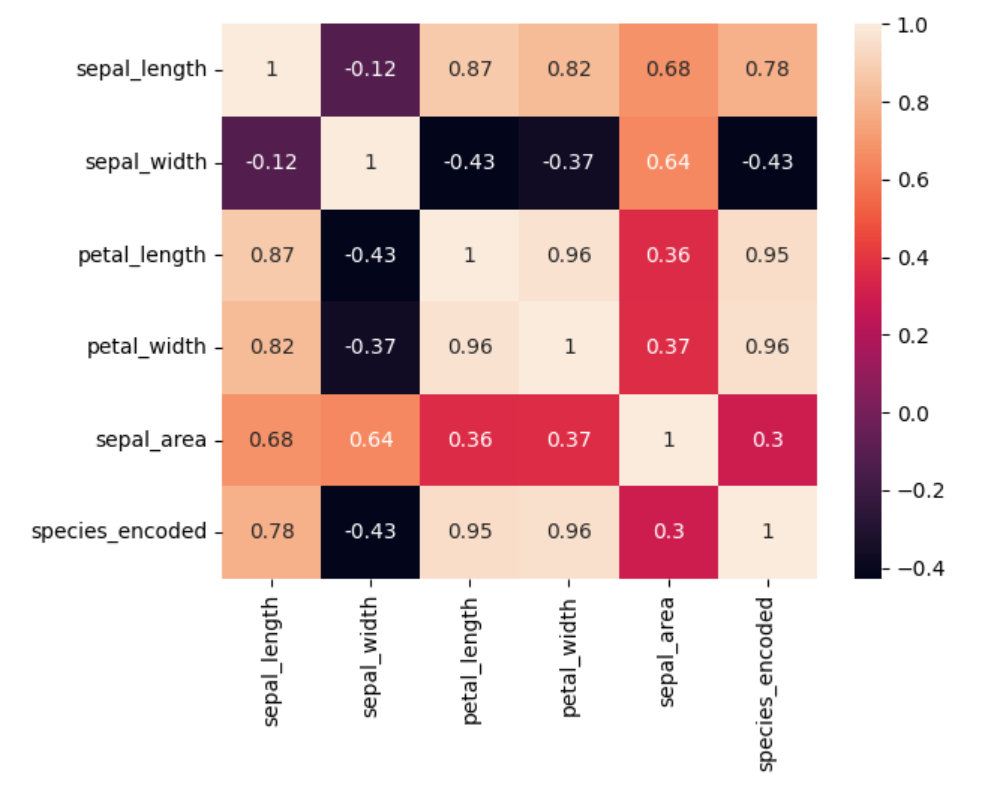 sepal_length 1 -0.12 0.87 0.82 0.68 0.78
sepal_width -0.12 1 -0.43 -0.37 0.64 -0.43
petal_length 0.87 -0.43 1 0.96 0.36 0.95
petal_width 0.82 -0.37 0.96 1 0.37 0.96
sepal_area 0.68 0.64 0.36 0.37 1 0.3
species_encoded 0.78 -0.43 0.95 0.96 0.3 1
sepal_length
sepal_width
petal_length
petal_width
sepal_area
species_encoded
1.0
0.8
0.6
0.4
0.2
0.0
−0.2
−0.4